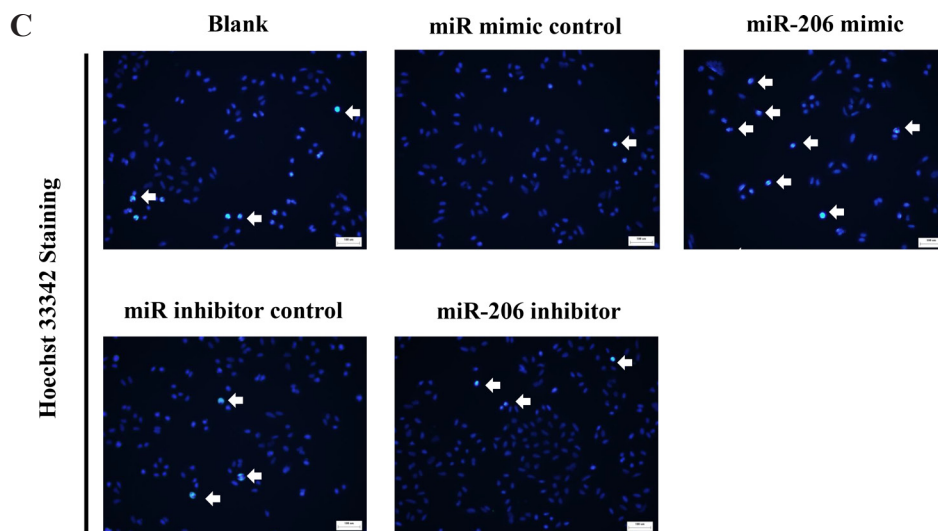 C
Blank
miR mimic control
miR-206 mimic
Hoechst 33342 Staining
miR inhibitor control
miR-206 inhibitor